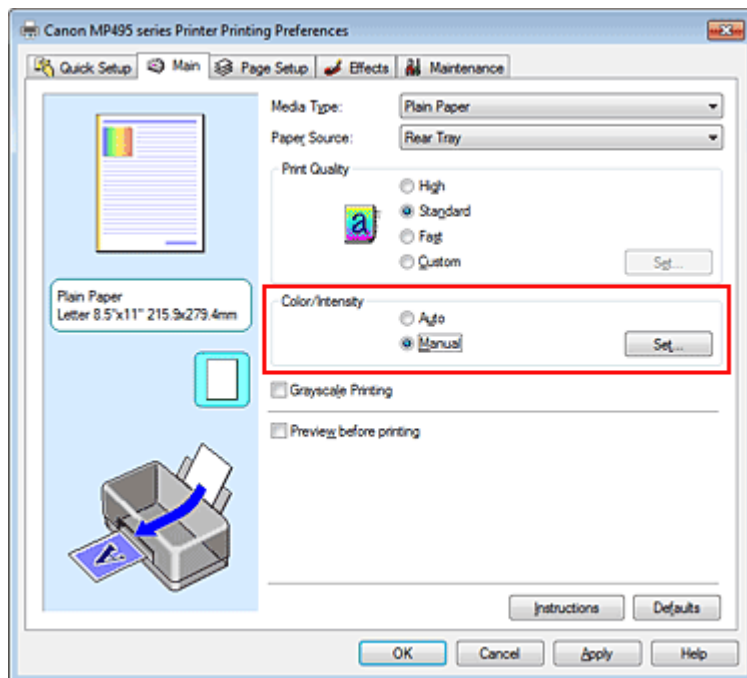 Canon MP495 series Printer Printing Preferences
Quick Setup Main Page Setup Effects Maintenance
Media Type: Plain Paper
Paper Source: Rear Tray
Print Quality
High
a Standard
Fast
Custom Set...
Plain Paper
Letter 8.5"x11" 215.9x279.4mm
Color/Intensity
Auto
Manual Set...
Grayscale Printing
Preview before printing
A
Instructions Defaults
OK Cancel Apply Help